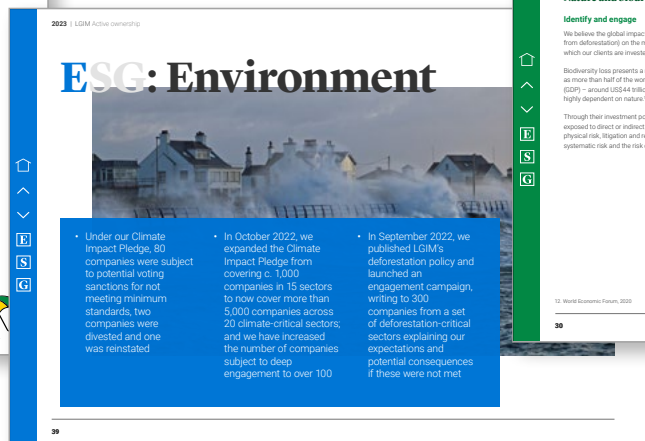 2023 | LGIM Active ownership
ESG: Environment
• Under our Climate
Impact Pledge, 80
companies were subject
to potential voting
sanctions for not
meeting minimum
standards, two
companies were
divested and one
was reinstated
• In October 2022, we
expanded the Climate
Impact Pledge from
covering c. 1,000
companies in 15 sectors
to now cover more than
5,000 companies across
20 climate-critical sectors;
and we have increased
the number of companies
subject to deep
engagement to over 100
• In September 2022, we
published LGIM's
deforestation policy and
launched an
engagement campaign,
writing to 300
companies from a set
of deforestation-critical
sectors explaining our
expectations and
potential consequences
if these were not met
E
S
G
39
Identify and engage
We believe the global impac
from deforestation) on the n
which our clients are investe
Biodiversity loss presents a
as more than half of the wor
(GDP) – around US$44 trillio
highly dependent on nature.
Through their investment po
exposed to direct or indirect
physical risk, litigation and re
systematic risk and the risk
E
S
G
12. World Economic Forum, 2020
30